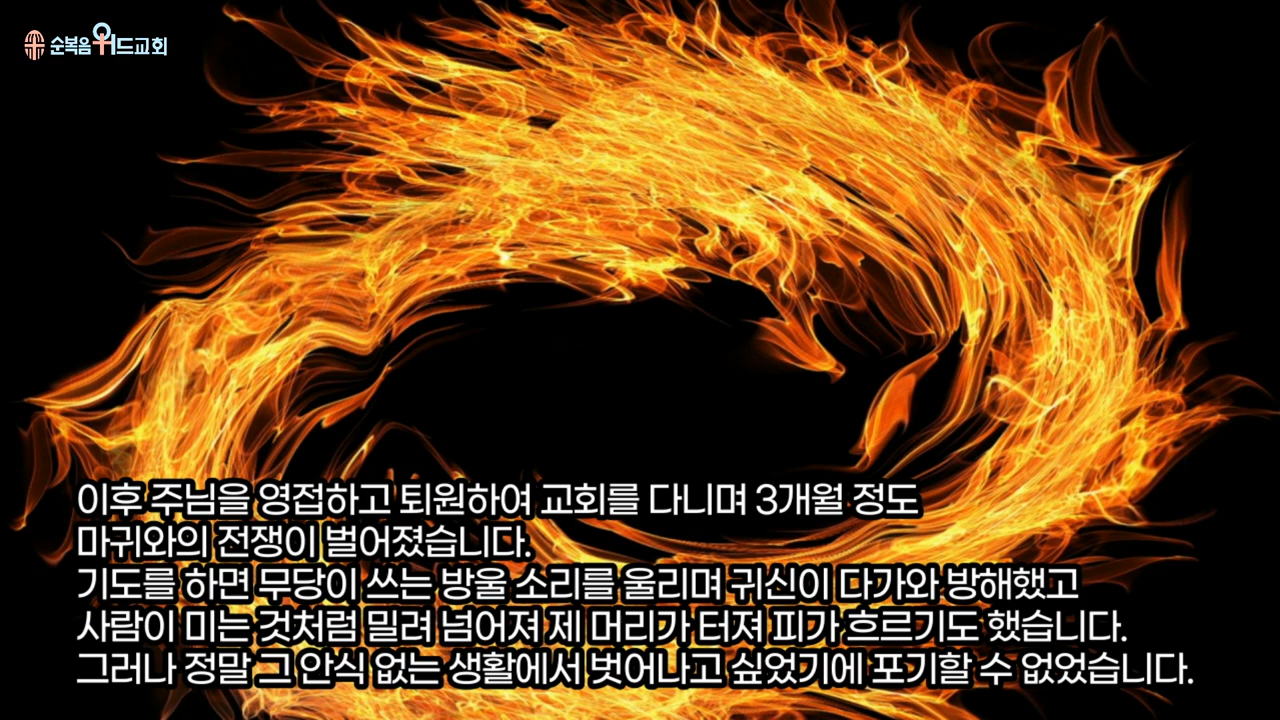 순복음위드교회
이후 주님을 영접하고 퇴원하여 교회를 다니며 3개월 정도
마귀와의 전쟁이 벌어졌습니다.
기도를 하면 무당이 쓰는 방울 소리를 울리며 귀신이 다가와 방해했고
사람이 미는 것처럼 밀려 넘어져 제 머리가 터져 피가 흐르기도 했습니다.
그러나 정말 그 안식 없는 생활에서 벗어나고 싶었기에 포기할 수 없었습니다.